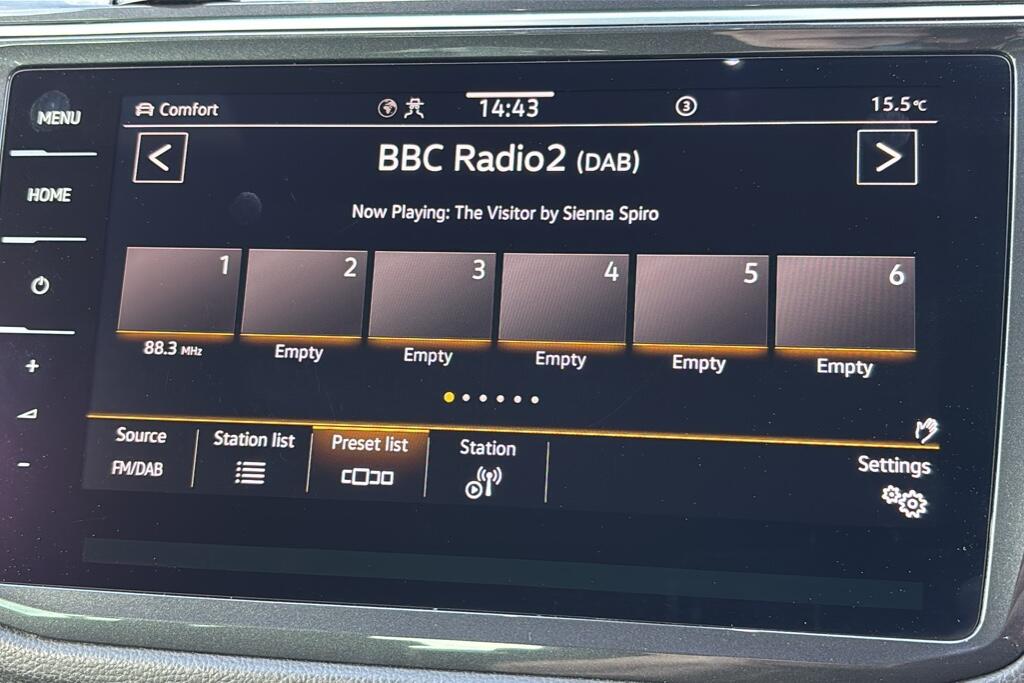 MENU
Comfort
14:43
3
15.5°C
HOME
< BBC Radio2 (DAB) >
Now Playing: The Visitor by Sienna Spiro
1 2 3 4 5 6
88.3 MHz Empty Empty Empty Empty Empty
+
-
Source Station list Preset list Station
FM/DAB
Settings